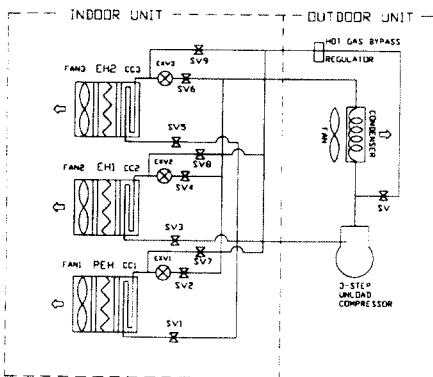 INDOOR UNIT
OUTDOOR UNIT
HOT GAS BYPASS
REGULATOR
SV9
FAN3 EH2 CC3
EXV3
SV6
CONDENSER
FAN
SV5
SV8
FAN2 EH1 CC2
EXV2
SV4
SV
SV3
SV7
FAN1 PEH CC1
EXV1
SV2
3-STEP
UNLOAD
COMPRESSOR
SV1